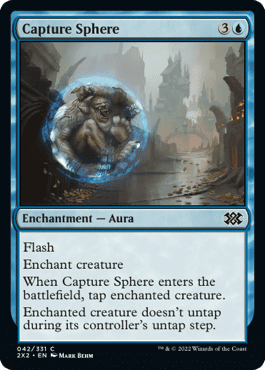 Capture Sphere 3
Enchantment — Aura
Flash
Enchant creature
When Capture Sphere enters the
battlefield, tap enchanted creature.
Enchanted creature doesn't untap
during its controller's untap step.
042/331 C
2X2 • EN Mark Behm
™ & © 2022 Wizards of the Coast